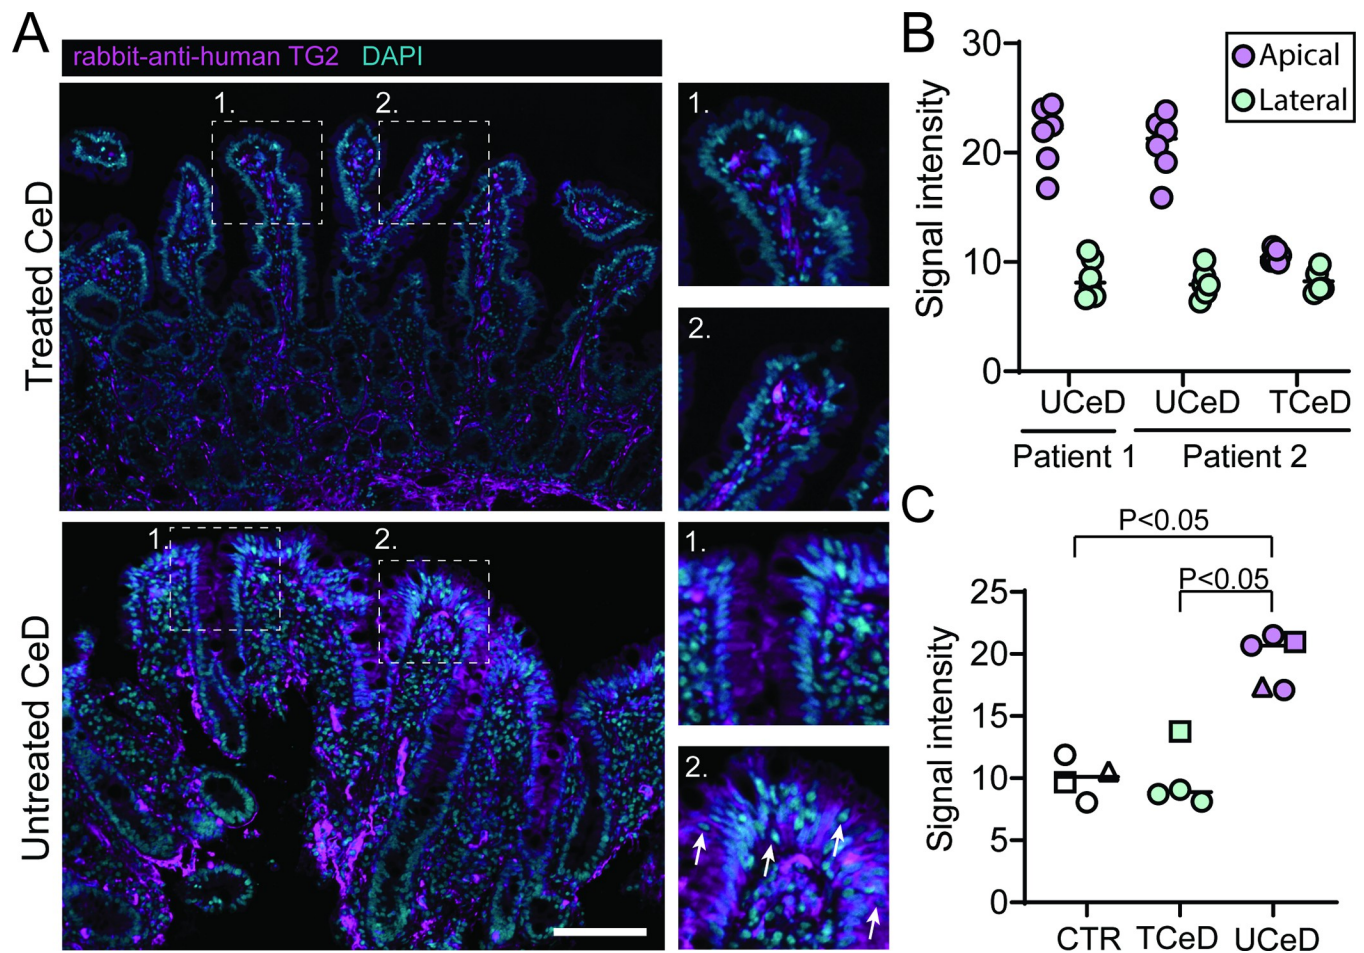 A
rabbit-anti-human TG2 DAPI
Treated CeD
1.
2.
1.
2.
Untreated CeD
1.
2.
1.
2.
B
Signal intensity
30
20
10
0
Apical
Lateral
UCeD UCeD TCeD
Patient 1 Patient 2
C
P<0.05
P<0.05
Signal intensity
25
20
15
10
5
0
CTR TCeD UCeD